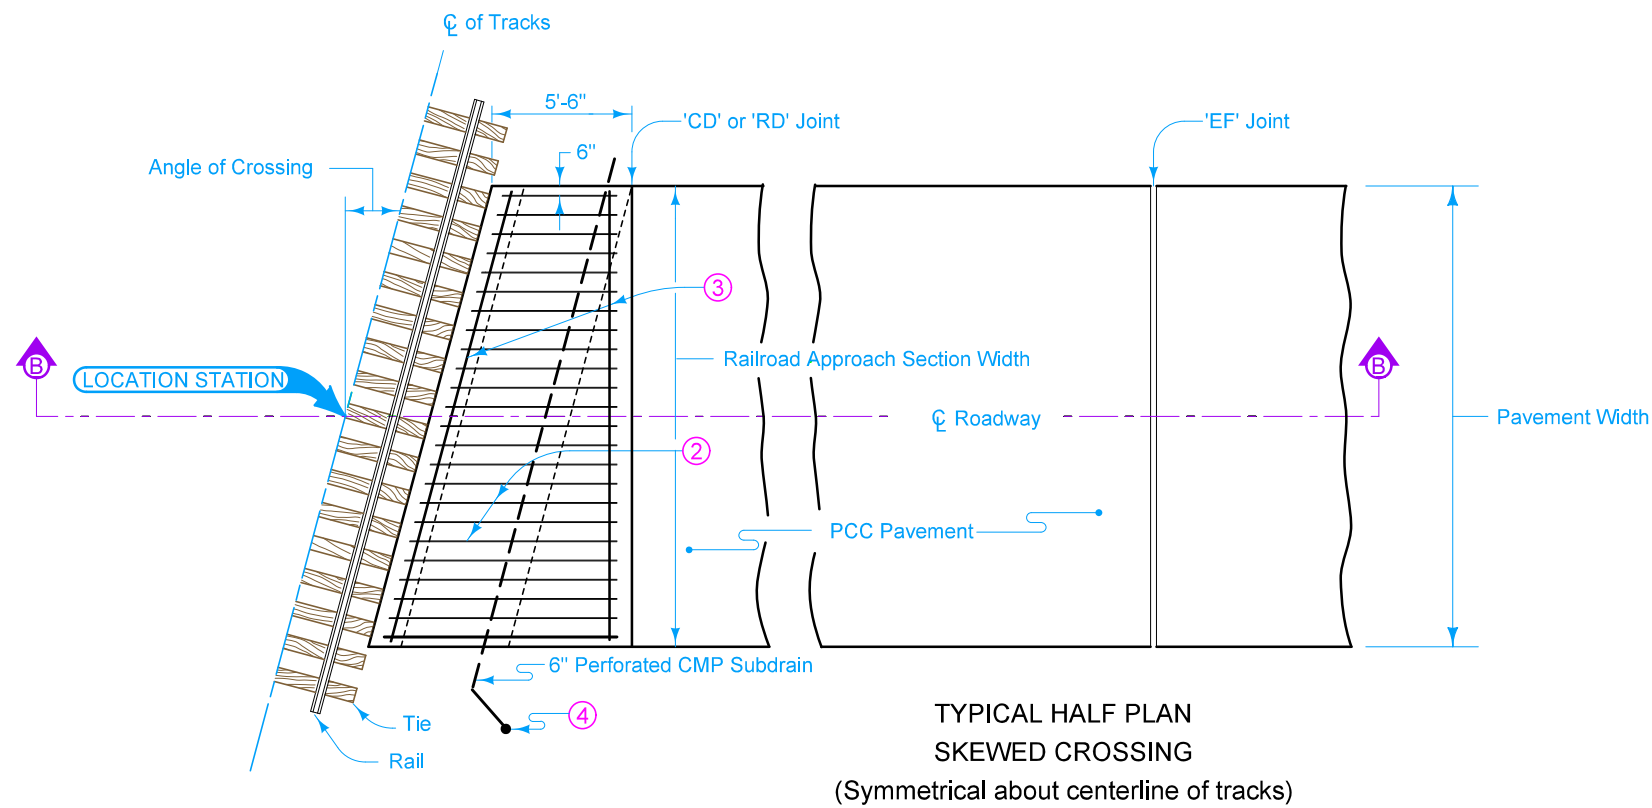 ℄ of Tracks
5'-6"
'CD' or 'RD' Joint
'EF' Joint
6"
Angle of Crossing
3
B
LOCATION STATION
Railroad Approach Section Width
B
℄ Roadway
Pavement Width
2
PCC Pavement
6" Perforated CMP Subdrain
4
Tie
Rail
TYPICAL HALF PLAN
SKEWED CROSSING
(Symmetrical about centerline of tracks)